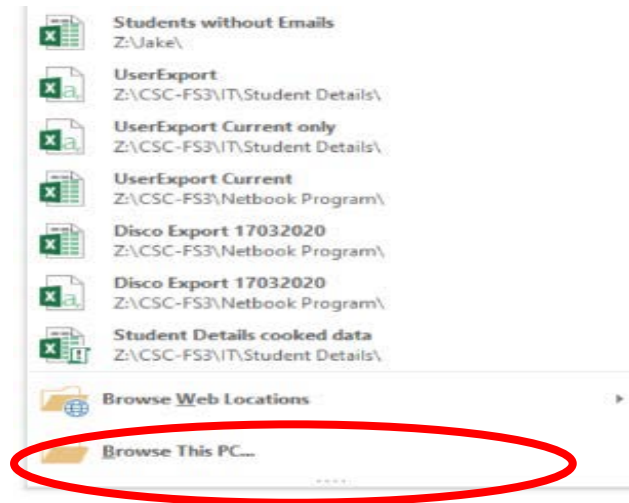 Students without Emails
Z:\Jake\
UserExport
Z:\CSC-FS3\IT\Student Details\
UserExport Current only
Z:\CSC-FS3\IT\Student Details\
UserExport Current
Z:\CSC-FS3\Netbook Program\
Disco Export 17032020
Z:\CSC-FS3\Netbook Program\
Disco Export 17032020
Z:\CSC-FS3\Netbook Program\
Student Details cooked data
Z:\CSC-FS3\IT\Student Details\
Browse Web Locations
Browse This PC...